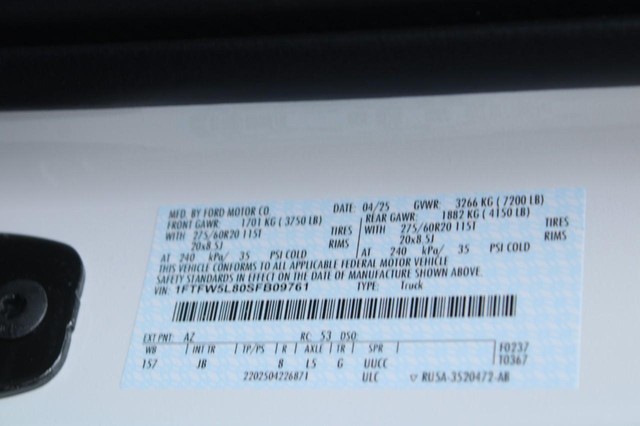 MFD. BY FORD MOTOR CO. DATE: 04/25 GVWR: 3266 KG ( 7200 LB)
FRONT GAWR: 1701 KG ( 3750 LB) REAR GAWR: 1882 KG ( 4150 LB)
WITH 275/60R20 115T TIRES WITH 275/60R20 115T TIRES
20x8.5J RIMS 20x8.5J RIMS
AT 240 kPa/ 35 PSI COLD AT 240 kPa/ 35 PSI COLD
THIS VEHICLE CONFORMS TO ALL APPLICABLE FEDERAL MOTOR VEHICLE
SAFETY STANDARDS IN EFFECT ON THE DATE OF MANUFACTURE SHOWN ABOVE.
VIN: 1FTFW5L80SFB09761 TYPE: Truck
EXT PNT: AZ RC: 53 DSO:
WB INT TR TP/PS R AXLE TR SPR F0237
157 JB 8 L5 G UUCC T0367
2202504226871 ULC ▽ RU5A-3520472-AB